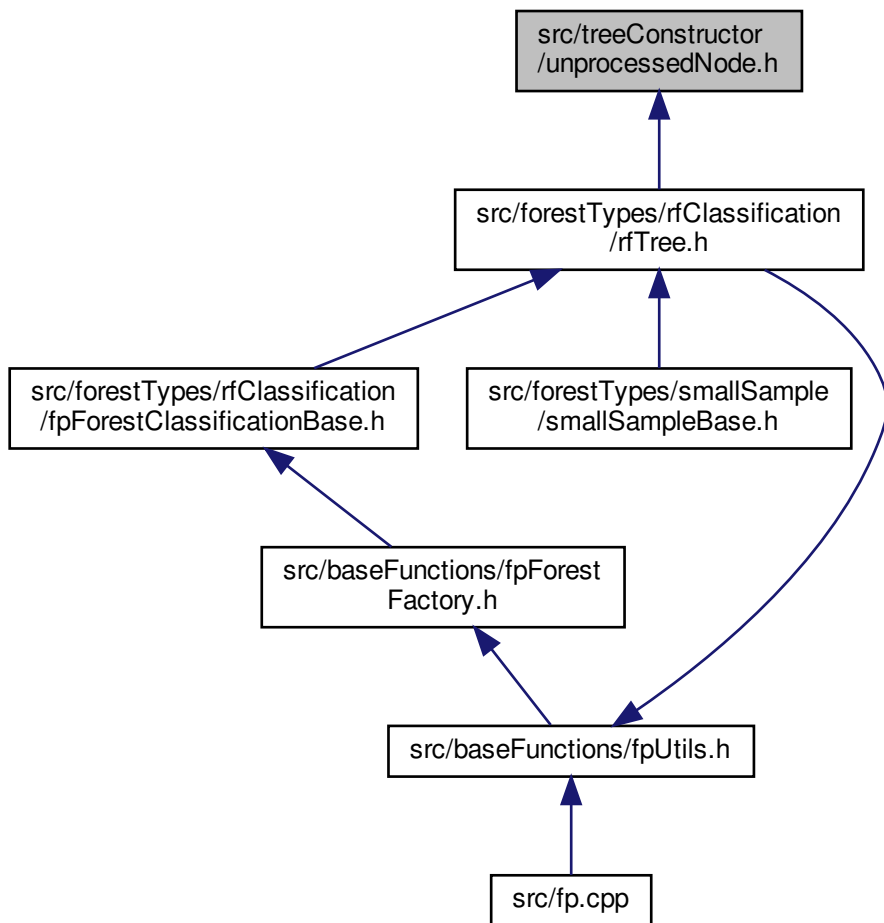 src/treeConstructor
/unprocessedNode.h
src/forestTypes/rfClassification
/rfTree.h
src/forestTypes/rfClassification
/fpForestClassificationBase.h
src/forestTypes/smallSample
/smallSampleBase.h
src/baseFunctions/fpForest
Factory.h
src/baseFunctions/fpUtils.h
src/fp.cpp